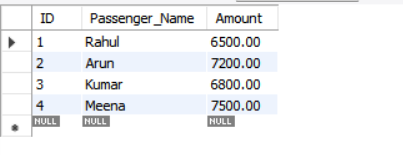 ID Passenger_Name Amount
1 Rahul 6500.00
2 Arun 7200.00
3 Kumar 6800.00
4 Meena 7500.00
NULL NULL NULL